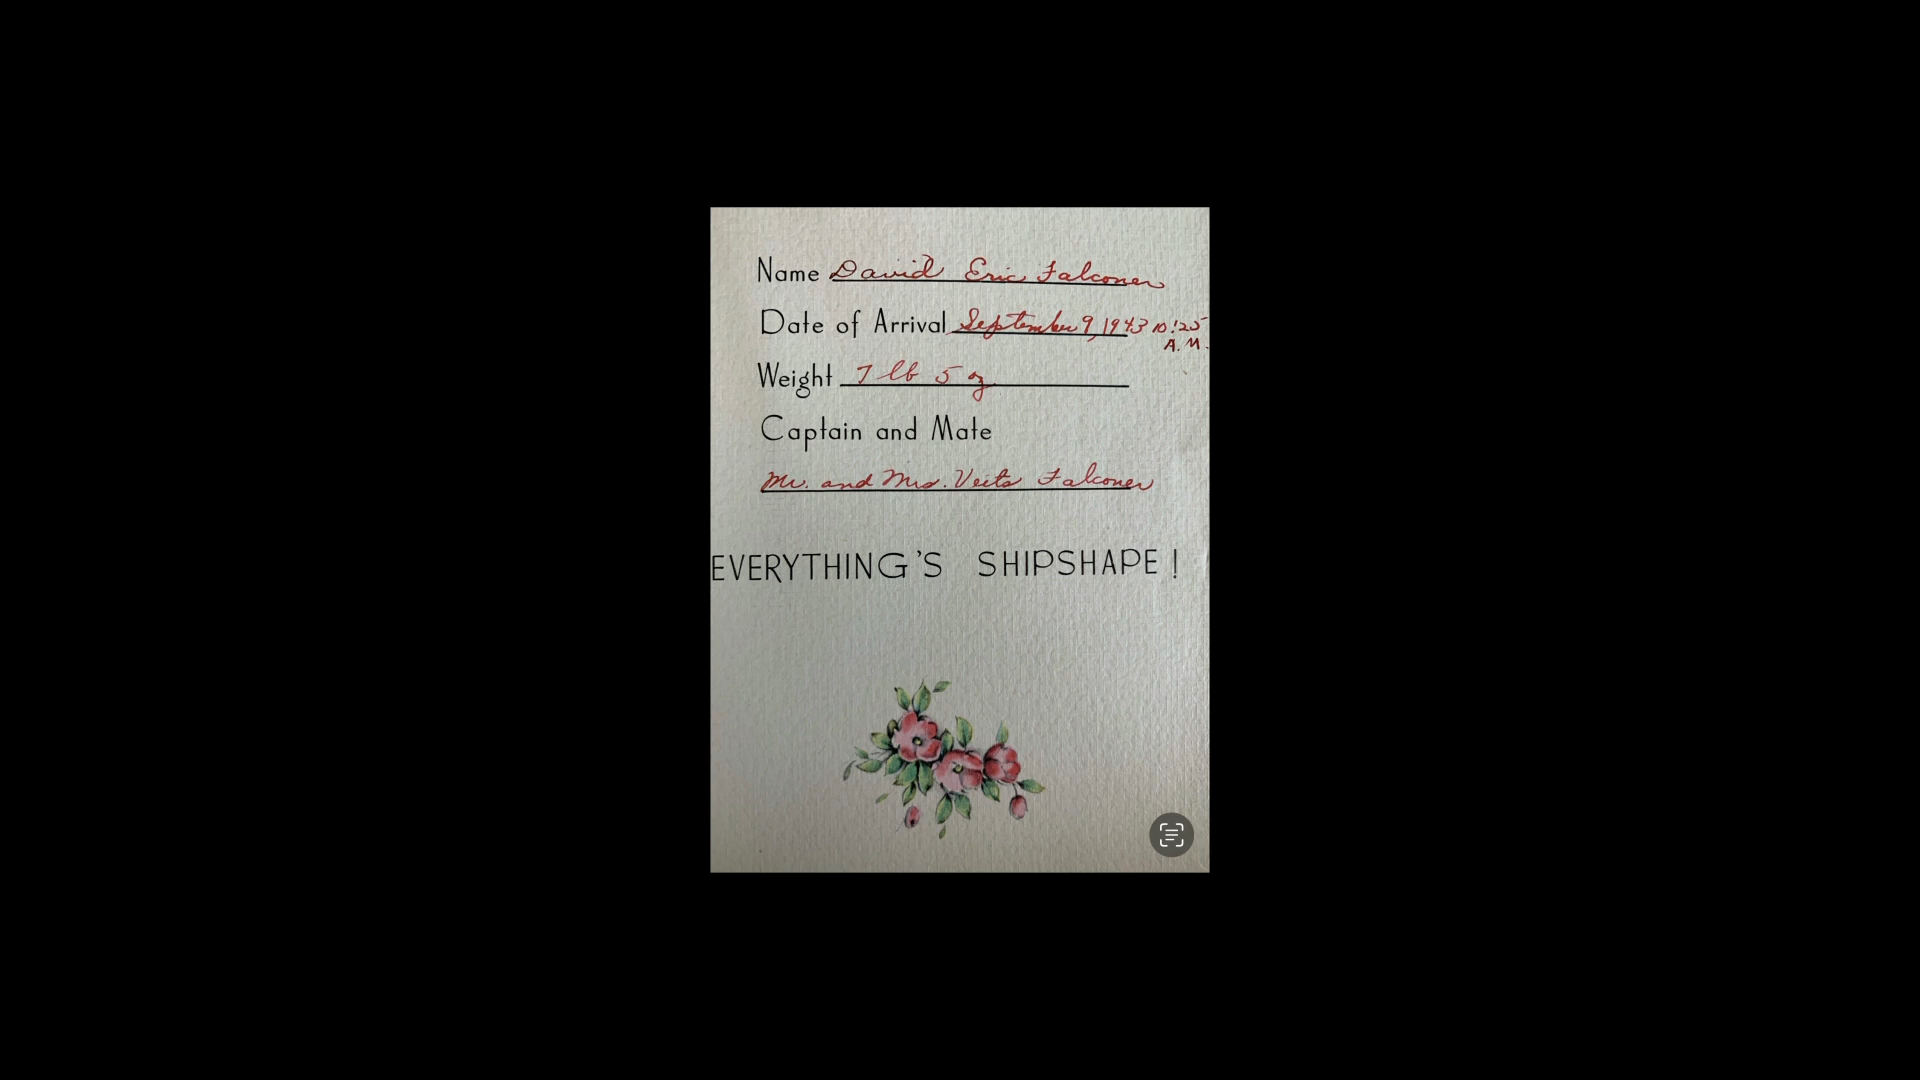 Name David Eric Falconer
Date of Arrival September 9, 1943 10:25
A.M.
Weight 7 lb 5 oz
Captain and Mate
Mr. and Mrs. Veits Falconer
EVERYTHING'S SHIPSHAPE!